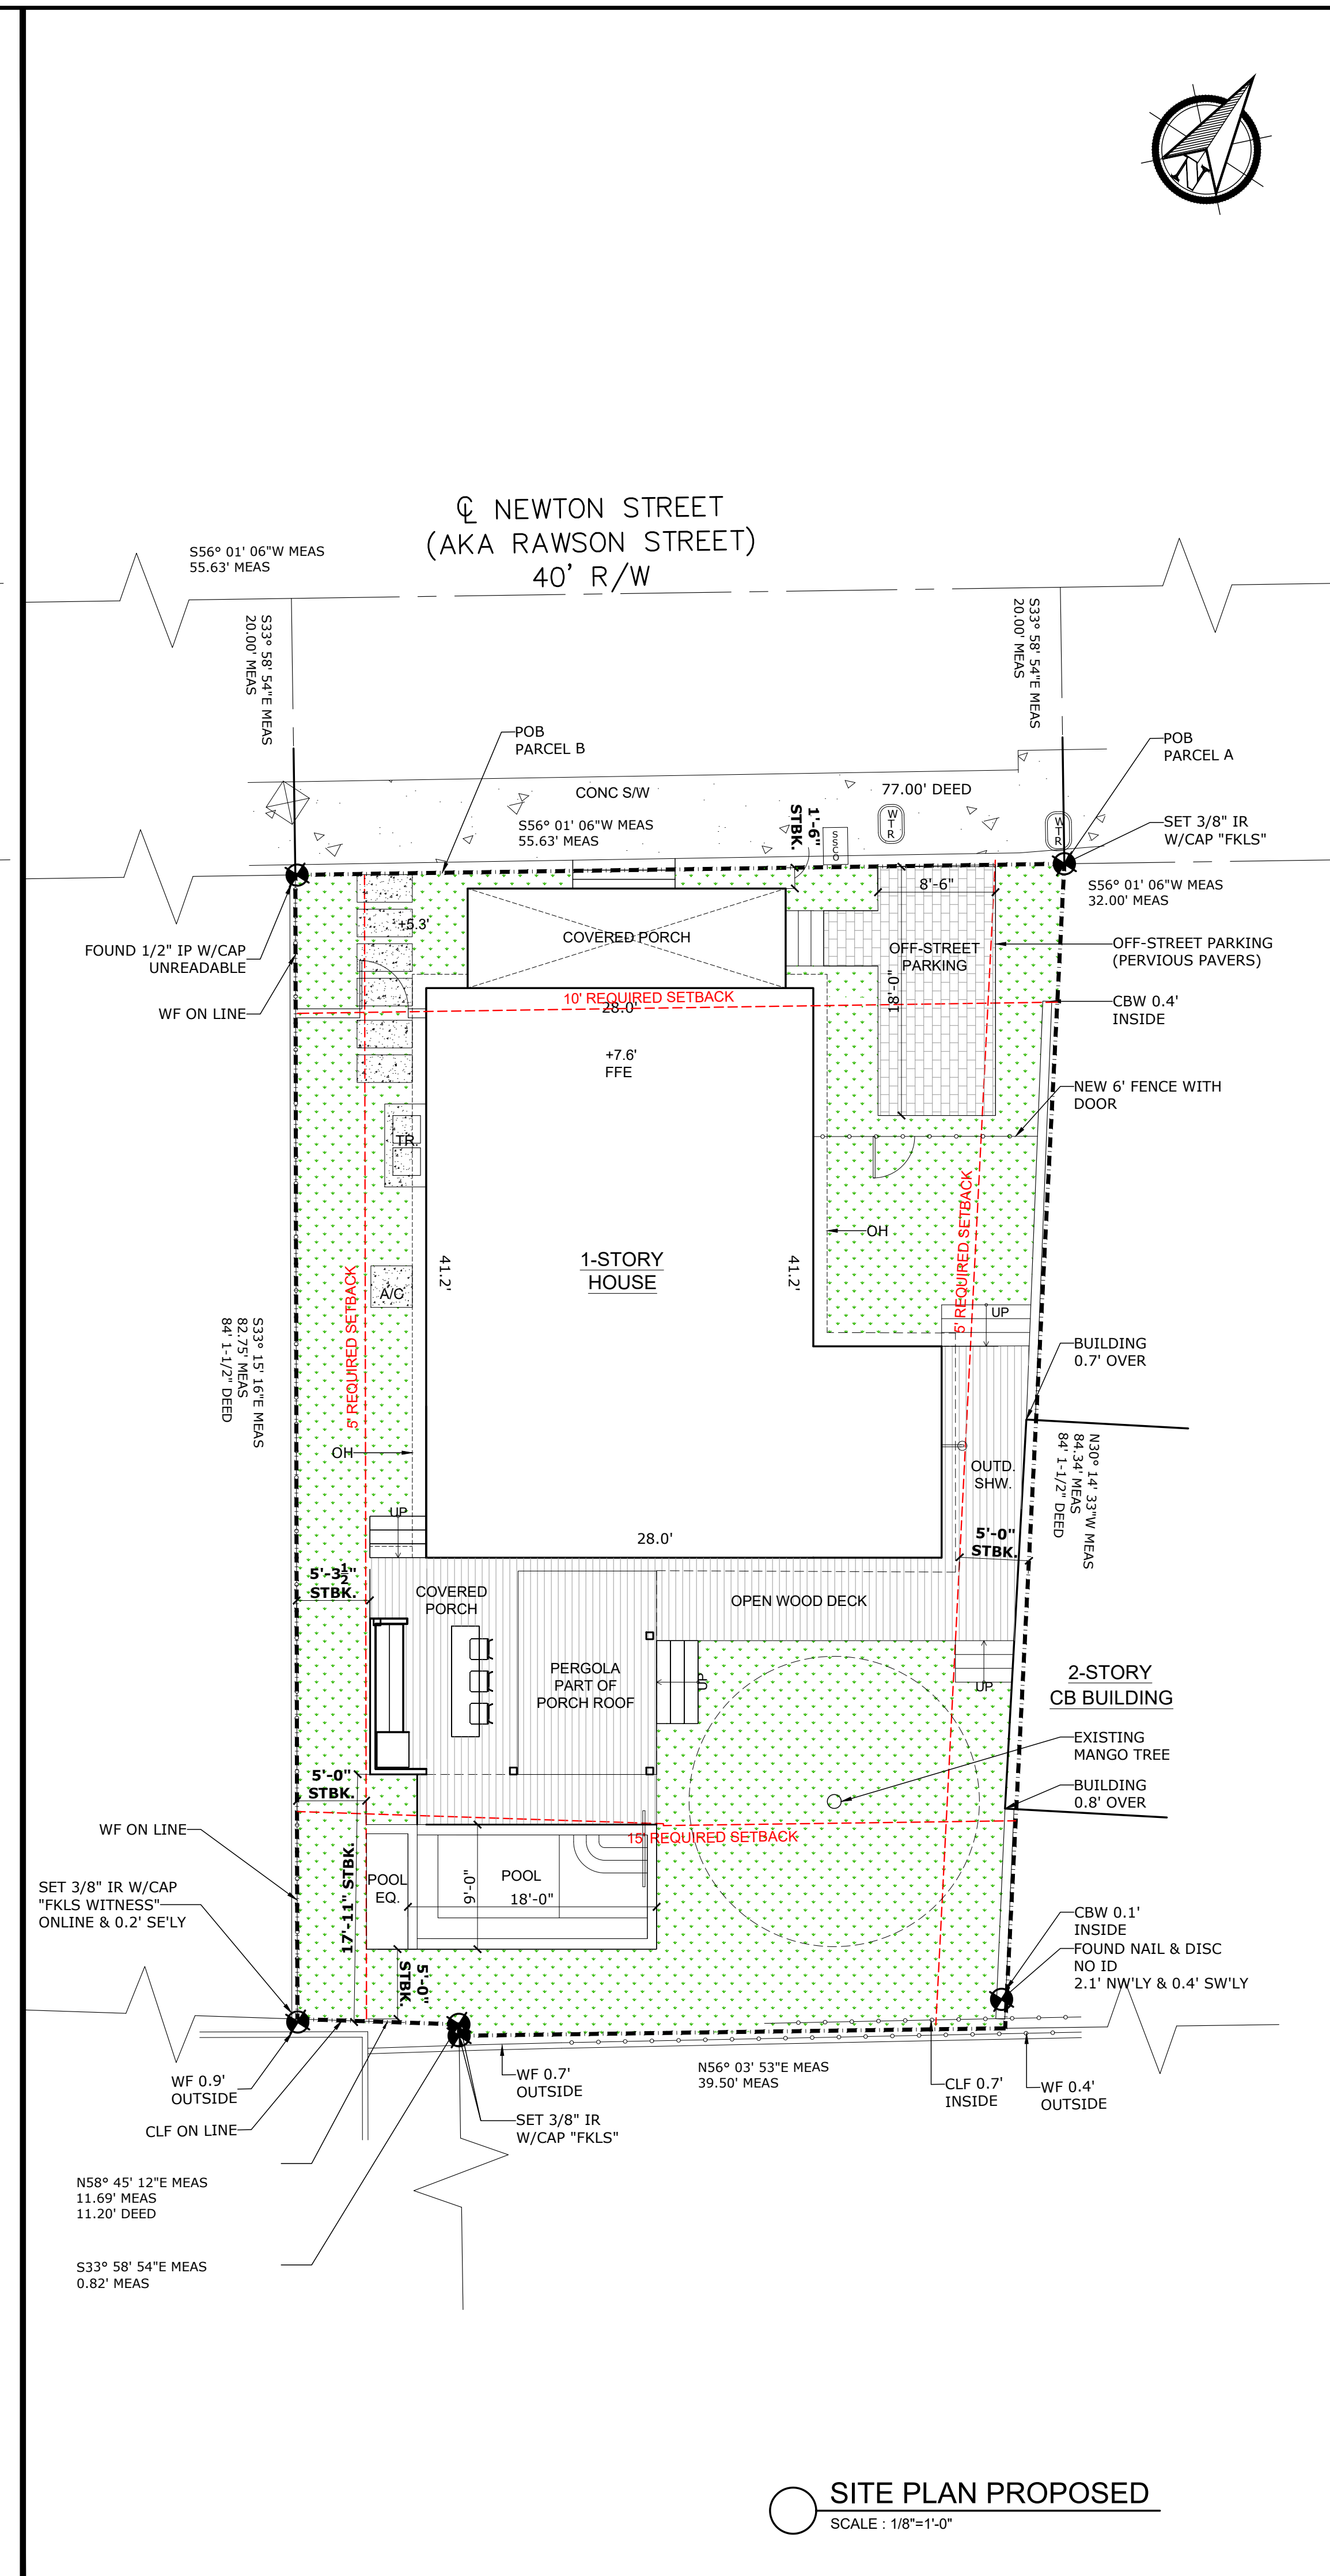 N
℄ NEWTON STREET
(AKA RAWSON STREET)
40' R/W
S56° 01' 06"W MEAS
55.63' MEAS
S33° 58' 54"E MEAS
20.00' MEAS
S33° 58' 54"E MEAS
20.00' MEAS
POB
PARCEL B
POB
PARCEL A
CONC S/W
77.00' DEED
S56° 01' 06"W MEAS
55.63' MEAS
1'-6"
STBK.
SSCO
WTR
WTR
SET 3/8" IR
W/CAP "FKLS"
S56° 01' 06"W MEAS
32.00' MEAS
8'-6"
+5.3'
COVERED PORCH
OFF-STREET
PARKING
18'-0"
OFF-STREET PARKING
(PERVIOUS PAVERS)
FOUND 1/2" IP W/CAP
UNREADABLE
WF ON LINE
10' REQUIRED SETBACK
28.0'
CBW 0.4'
INSIDE
+7.6'
FFE
NEW 6' FENCE WITH
DOOR
TR.
OH
5' REQUIRED SETBACK
1-STORY
HOUSE
41.2'
41.2'
A/C
5' REQUIRED SETBACK
UP
BUILDING
0.7' OVER
S33° 15' 16"E MEAS
82.75' MEAS
84' 1-1/2" DEED
OH
N30° 14' 33"W MEAS
84.34' MEAS
84' 1-1/2" DEED
OUTD.
SHW.
UP
28.0'
5'-0"
STBK.
5'-3 1/2"
STBK.
COVERED
PORCH
OPEN WOOD DECK
PERGOLA
PART OF
PORCH ROOF
UP
UP
2-STORY
CB BUILDING
EXISTING
MANGO TREE
5'-0"
STBK.
BUILDING
0.8' OVER
WF ON LINE
15' REQUIRED SETBACK
POOL
EQ.
POOL
9'-0"
18'-0"
17'-11" STBK.
SET 3/8" IR W/CAP
"FKLS WITNESS"
ONLINE & 0.2' SE'LY
5'-0"
STBK.
CBW 0.1'
INSIDE
FOUND NAIL & DISC
NO ID
2.1' NW'LY & 0.4' SW'LY
WF 0.9'
OUTSIDE
WF 0.7'
OUTSIDE
N56° 03' 53"E MEAS
39.50' MEAS
CLF 0.7'
INSIDE
WF 0.4'
OUTSIDE
CLF ON LINE
SET 3/8" IR
W/CAP "FKLS"
N58° 45' 12"E MEAS
11.69' MEAS
11.20' DEED
S33° 58' 54"E MEAS
0.82' MEAS
SITE PLAN PROPOSED
SCALE : 1/8"=1'-0"